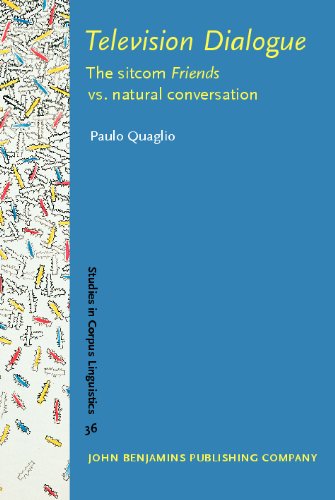 Television Dialogue
The sitcom Friends
vs. natural conversation
Paulo Quaglio
Studies in Corpus Linguistics
36
JOHN BENJAMINS PUBLISHING COMPANY